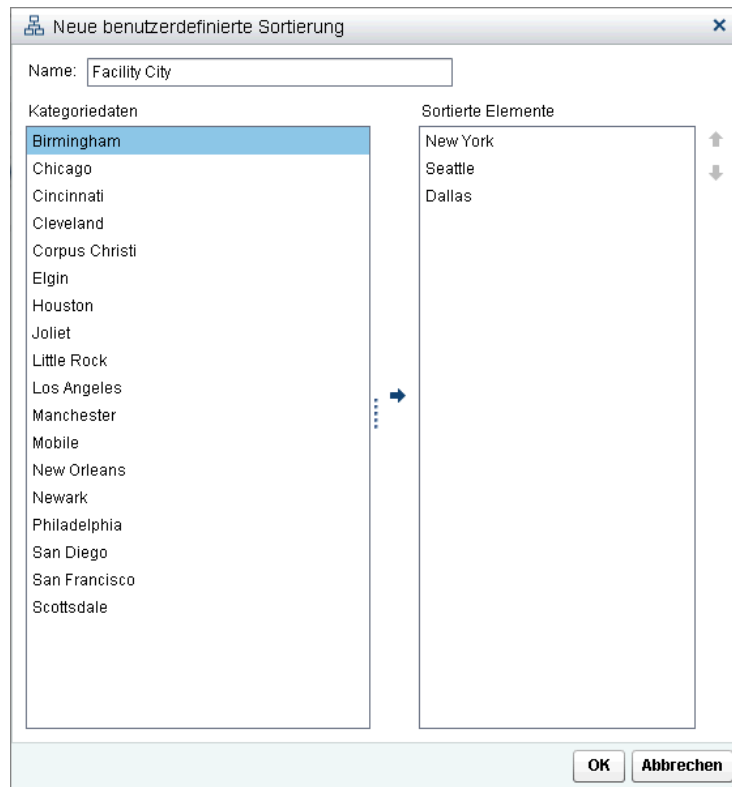 Neue benutzerdefinierte Sortierung
Name: Facility City
Kategoriedaten
Birmingham
Chicago
Cincinnati
Cleveland
Corpus Christi
Elgin
Houston
Joliet
Little Rock
Los Angeles
Manchester
Mobile
New Orleans
Newark
Philadelphia
San Diego
San Francisco
Scottsdale
Sortierte Elemente
New York
Seattle
Dallas
OK Abbrechen